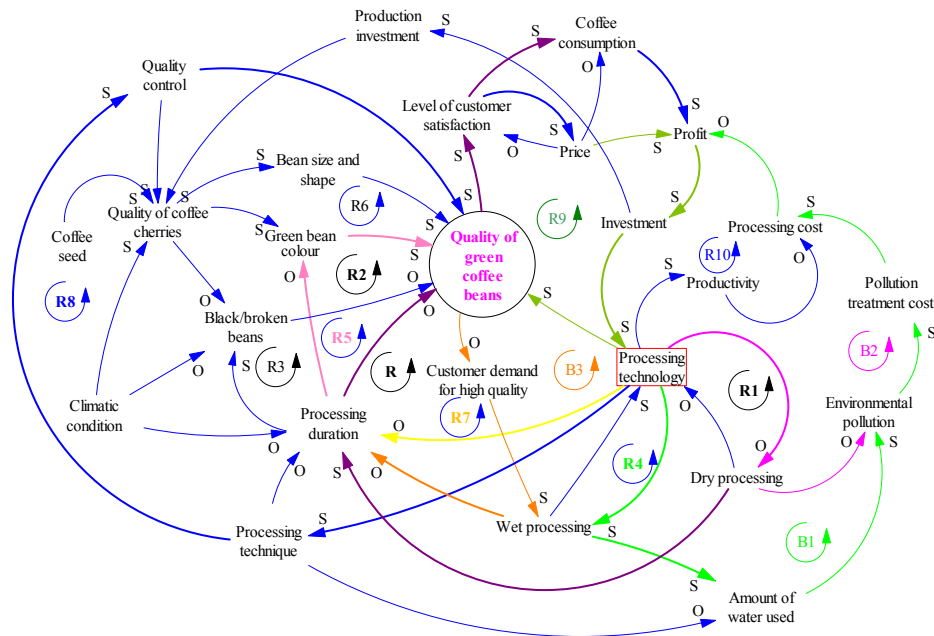 Production
investment
S
Coffee
consumption
S
O
Quality
control
S
Level of customer
satisfaction
S
O
Price
S
S
Profit
O
Bean size and
shape
S
S
O
S
S
S
Quality of coffee
cherries
S
S
Coffee
seed
R6
S
S
Green bean
colour
S
O
R2
Quality of
green
coffee
beans
S
O
O
R9
Investment
S
Processing cost
S
O
R10
Productivity
S
Pollution
treatment cost
S
R8
O
Black/broken
beans
O
S
R3
R5
R
Customer demand
for high quality
O
B3
S
Processing
technology
S
O
B2
R1
Climatic
condition
Processing
duration
O
O
S
O
O
R7
R4
S
Environmental
pollution
O
S
Dry processing
O
Processing
technique
S
Wet processing
S
S
S
B1
S
Amount of
water used
O